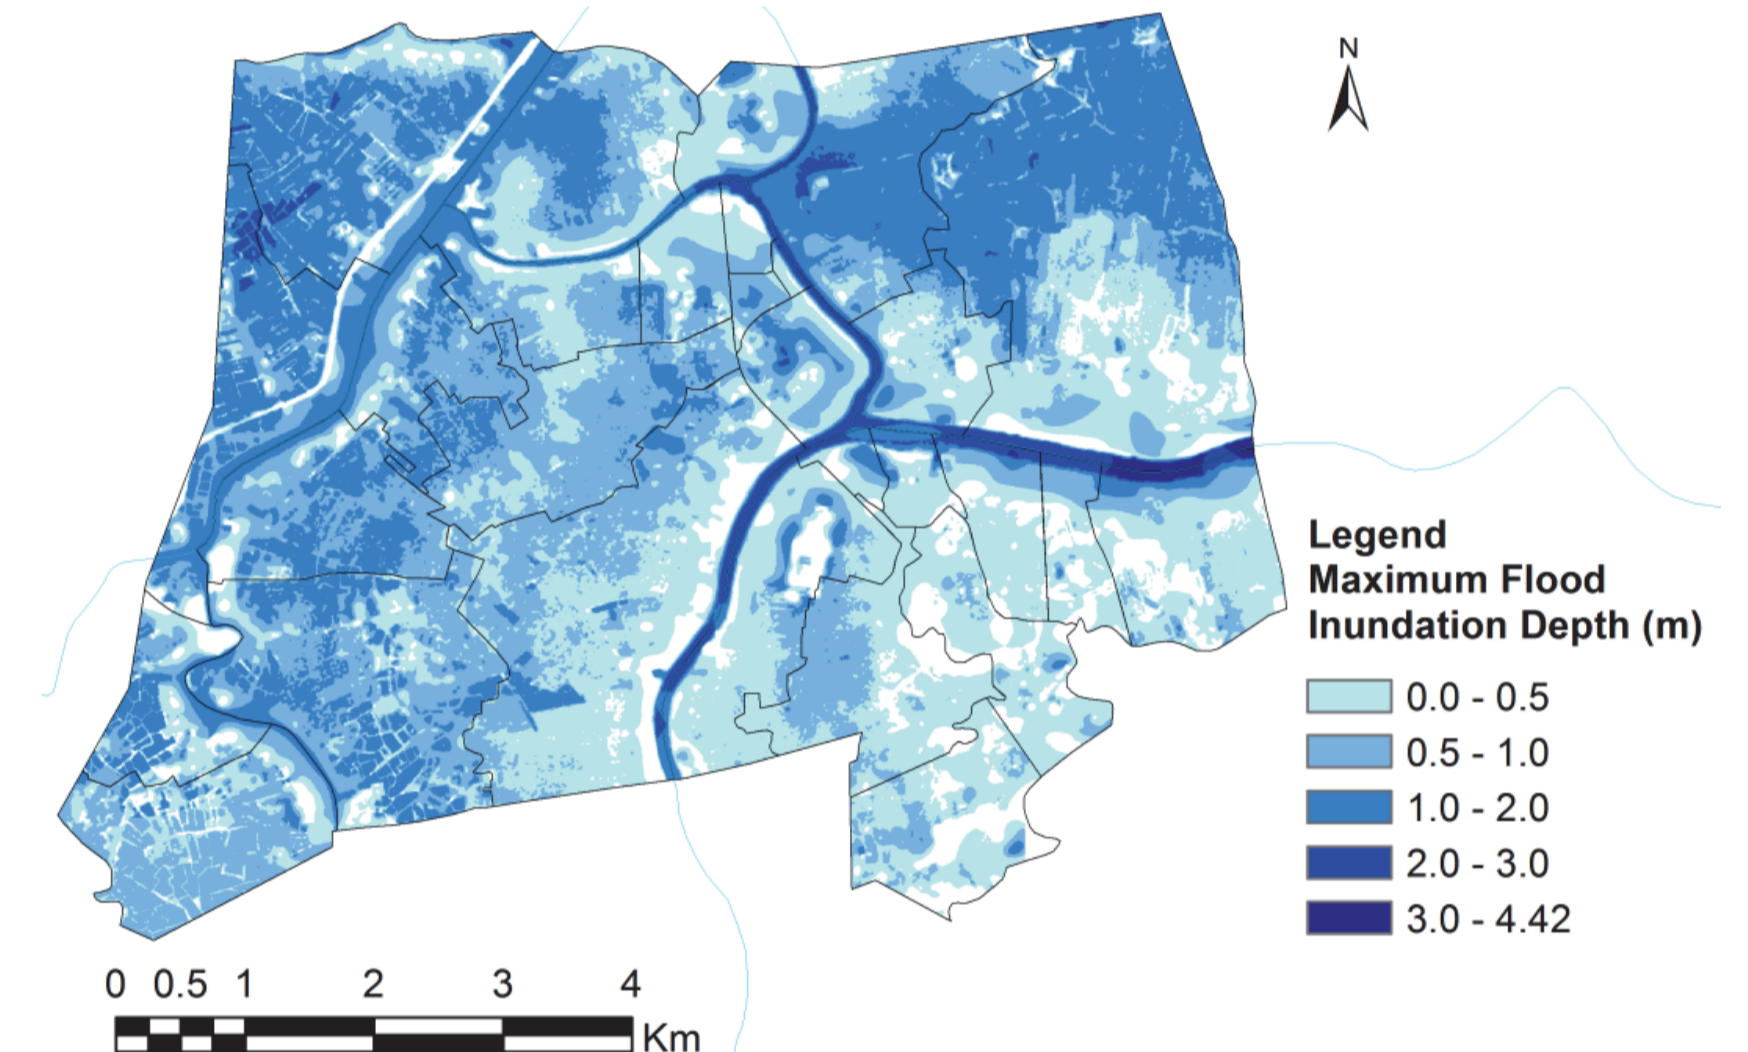 N
Legend
Maximum Flood
Inundation Depth (m)
0.0 - 0.5
0.5 - 1.0
1.0 - 2.0
2.0 - 3.0
3.0 - 4.42
0 0.5 1 2 3 4
Km